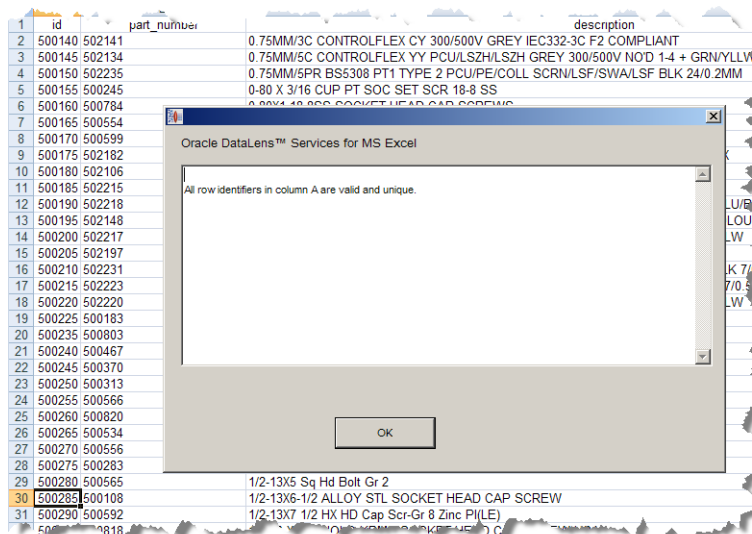 1 id part_number description
2 500140 502141 0.75MM/3C CONTROLFLEX CY 300/500V GREY IEC332-3C F2 COMPLIANT
3 500145 502134 0.75MM/5C CONTROLFLEX YY PCU/LSZH/LSZH GREY 300/500V NO'D 1-4 + GRN/YLLW
4 500150 502235 0.75MM/5PR BS5308 PT1 TYPE 2 PCU/PE/COLL SCRN/LSF/SWA/LSF BLK 24/0.2MM
5 500155 500245 0-80 X 3/16 CUP PT SOC SET SCR 18-8 SS
6 500160 500784 0-80X1 18-8SS SOCKET HEAD CAP SCREWS
7 500165 500554
8 500170 500599
9 500175 502182
10 500180 502106
11 500185 502215
12 500190 502218
13 500195 502148
14 500200 502217
15 500205 502197
16 500210 502231
17 500215 502223
18 500220 502220
19 500225 500183
20 500235 500803
21 500240 500467
22 500245 500370
23 500250 500313
24 500255 500566
25 500260 500820
26 500265 500534
27 500270 500556
28 500275 500283
29 500280 500565 1/2-13X5 Sq Hd Bolt Gr 2
30 500285 500108 1/2-13X6-1/2 ALLOY STL SOCKET HEAD CAP SCREW
31 500290 500592 1/2-13X7 1/2 HX HD Cap Scr-Gr 8 Zinc Pl(LE)
Oracle DataLens™ Services for MS Excel
All row identifiers in column A are valid and unique.
OK